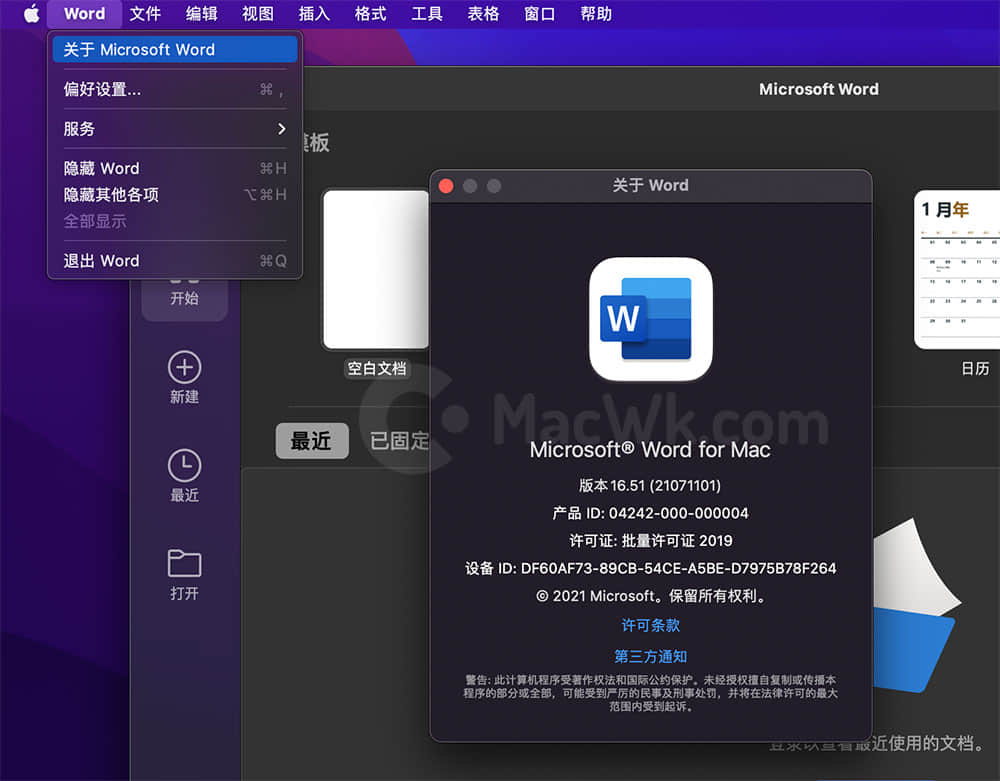 Word 文件 编辑 视图 插入 格式 工具 表格 窗口 帮助
关于 Microsoft Word
偏好设置... ⌘ ,
服务
隐藏 Word ⌘H
隐藏其他各项 ⌥⌘H
全部显示
退出 Word ⌘Q
Microsoft Word
模板
开始
新建
最近
打开
空白文档
1 月年
日历
最近 已固定
关于 Word
W
MacWk.com
Microsoft® Word for Mac
版本 16.51 (21071101)
产品 ID: 04242-000-000004
许可证: 批量许可证 2019
设备 ID: DF60AF73-89CB-54CE-A5BE-D7975B78F264
© 2021 Microsoft。保留所有权利。
许可条款
第三方通知
警告: 此计算机程序受著作权法和国际公约保护。未经授权擅自复制或传播本
程序的部分或全部，可能受到严厉的民事及刑事处罚，并将在法律许可的最大
范围内受到起诉。
登录以查看最近使用的文档。